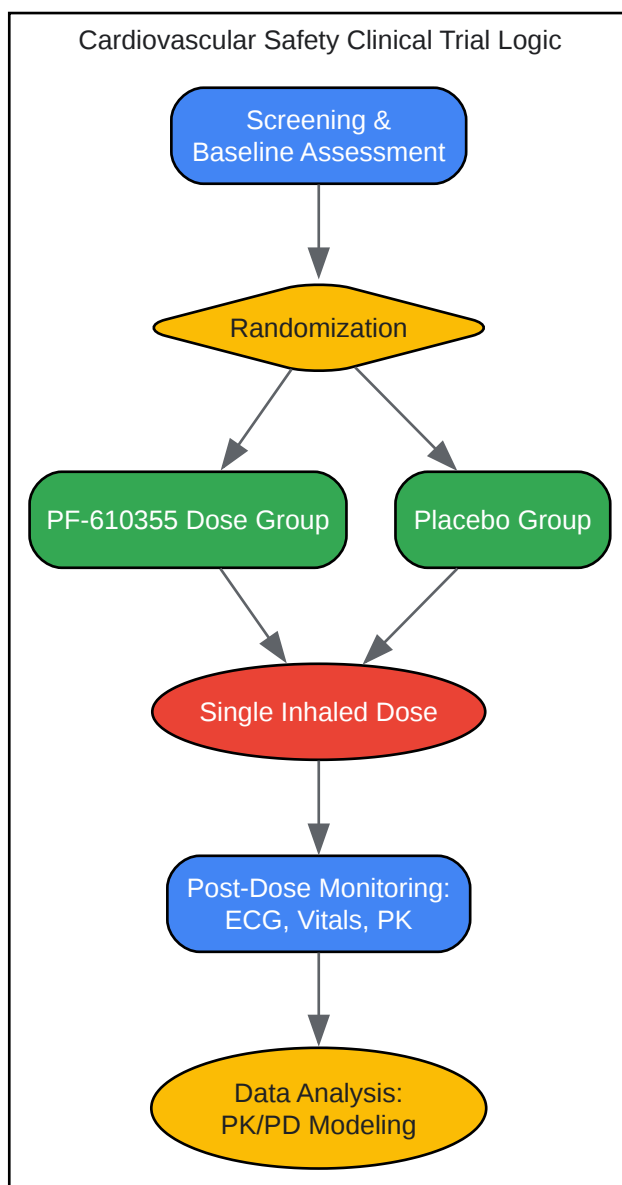 Cardiovascular Safety Clinical Trial Logic
Screening &
Baseline Assessment
Randomization
PF-610355 Dose Group
Placebo Group
Single Inhaled Dose
Post-Dose Monitoring:
ECG, Vitals, PK
Data Analysis:
PK/PD Modeling